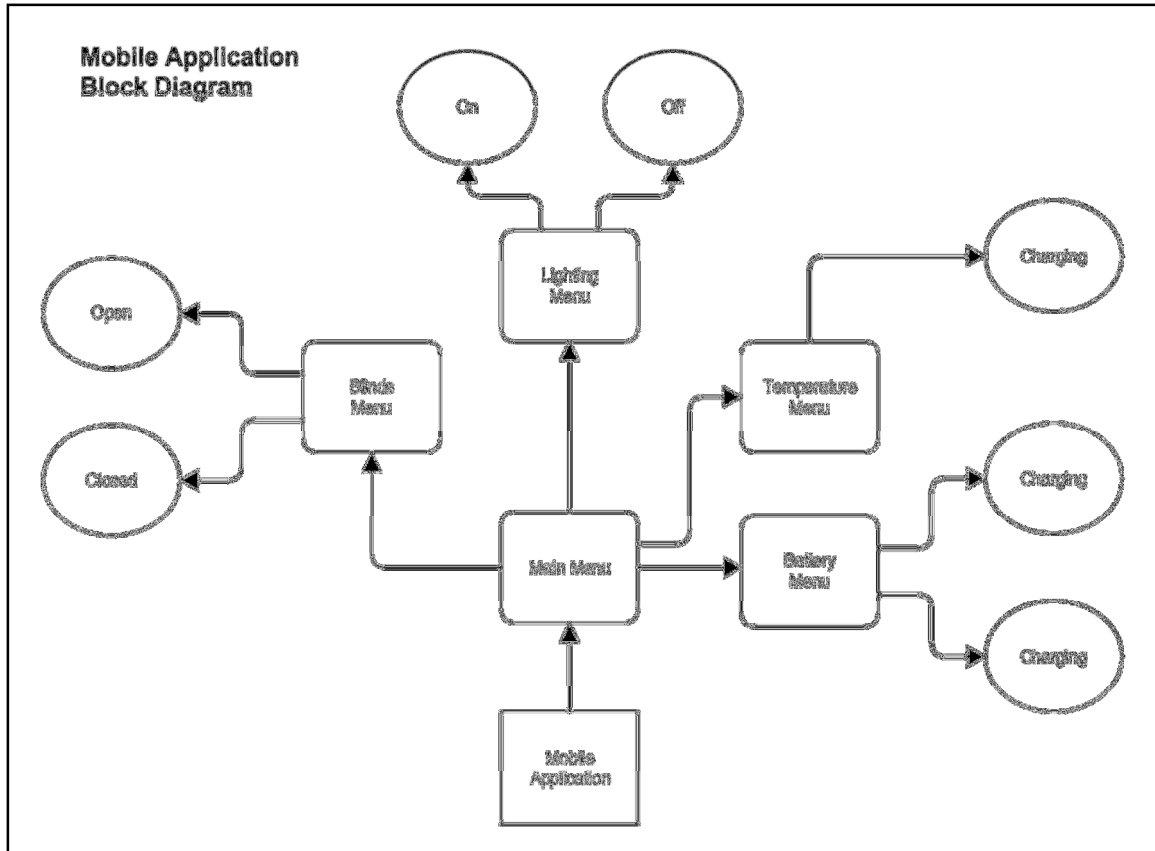 Mobile Application
Block Diagram
On
Off
Lighting
Menu
Charging
Open
Blinds
Menu
Temperature
Menu
Closed
Charging
Main Menu
Battery
Menu
Charging
Mobile
Application